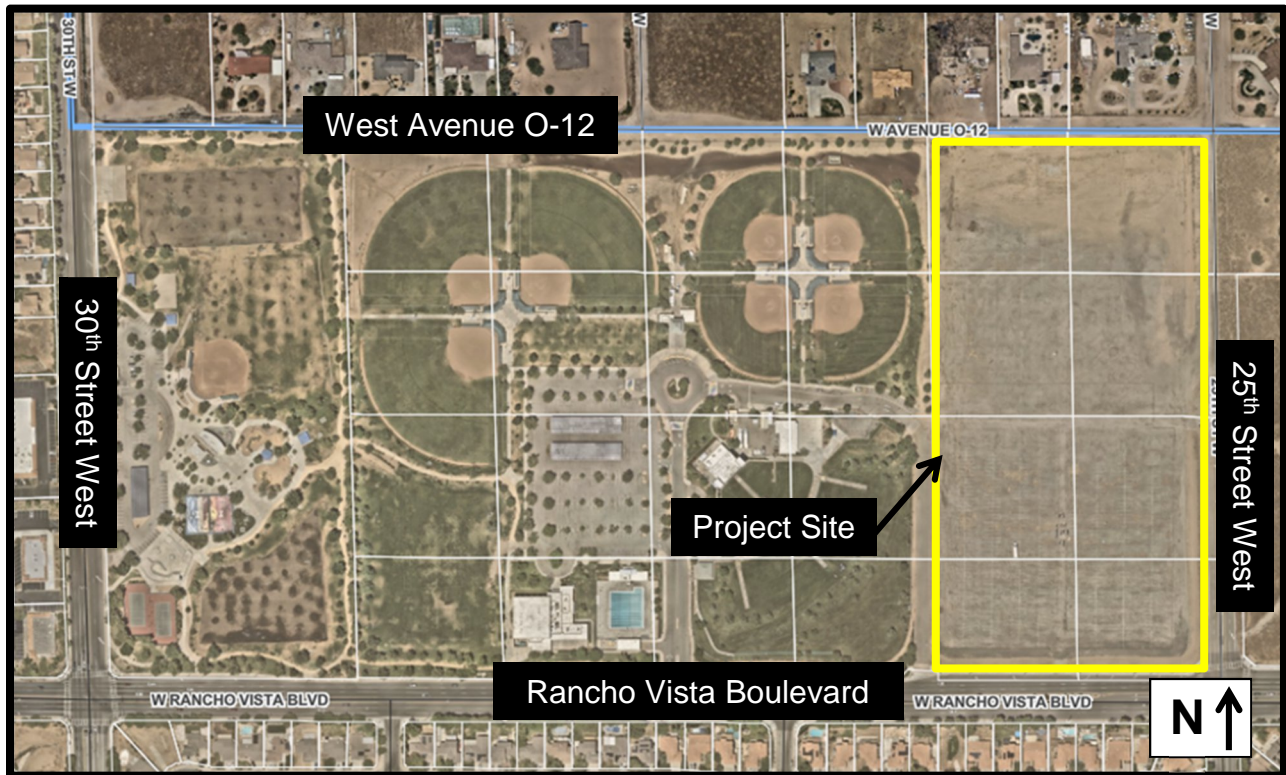 30TH ST W
W
W
West Avenue O-12
W AVENUE O-12
30th Street West
25th Street West
Project Site
Rancho Vista Boulevard
W RANCHO VISTA BLVD
W RANCHO VISTA BLVD
N